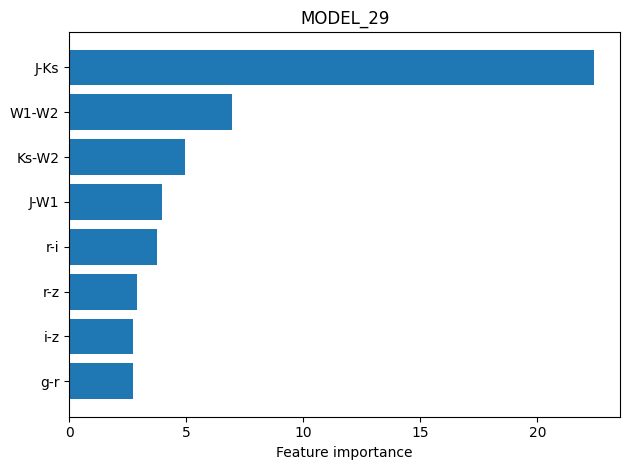 MODEL_29
J-Ks
W1-W2
Ks-W2
J-W1
r-i
r-z
i-z
g-r
0 5 10 15 20
Feature importance